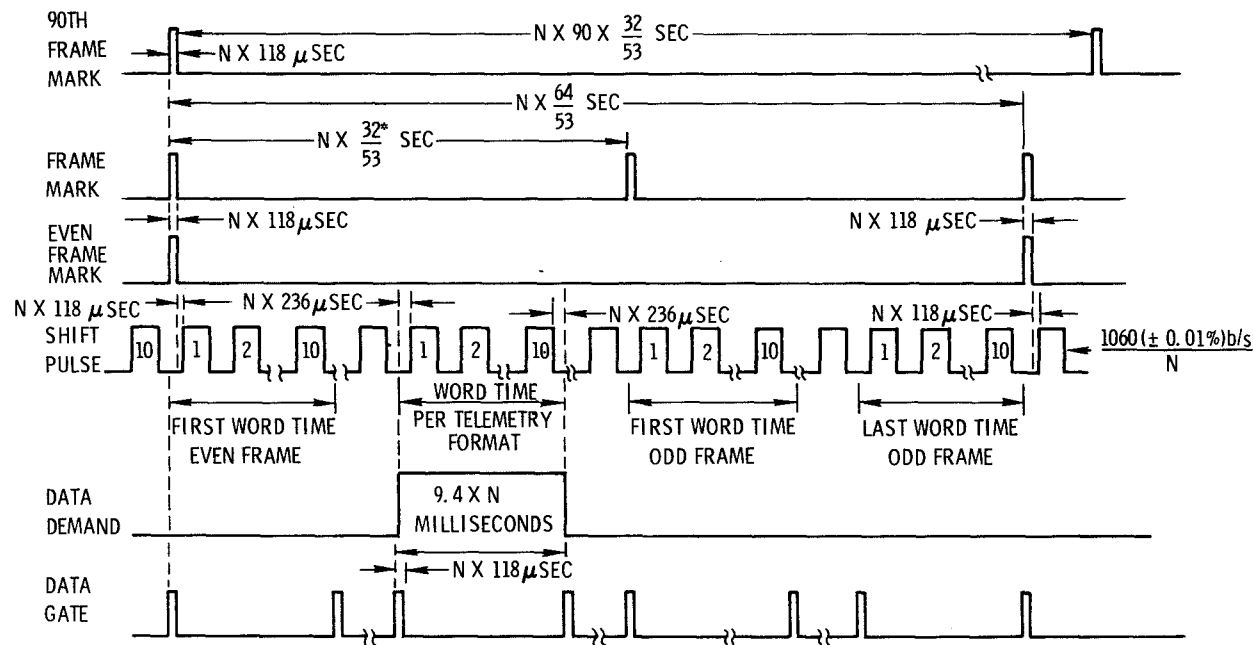 90TH
FRAME
MARK
N X 118 μSEC
N X 90 X 32/53 SEC
N X 64/53 SEC
N X 32*/53 SEC
FRAME
MARK
N X 118 μSEC
N X 118 μSEC
EVEN
FRAME
MARK
N X 118 μSEC
N X 236 μSEC
N X 236 μSEC
N X 118 μSEC
SHIFT
PULSE
10 1 2 10 1 2 10 1 2 10 1 2 10
1060 (± 0.01%) b/s
N
FIRST WORD TIME
EVEN FRAME
WORD TIME
PER TELEMETRY
FORMAT
FIRST WORD TIME
ODD FRAME
LAST WORD TIME
ODD FRAME
DATA
DEMAND
9.4 X N
MILLISECONDS
N X 118 μSEC
DATA
GATE